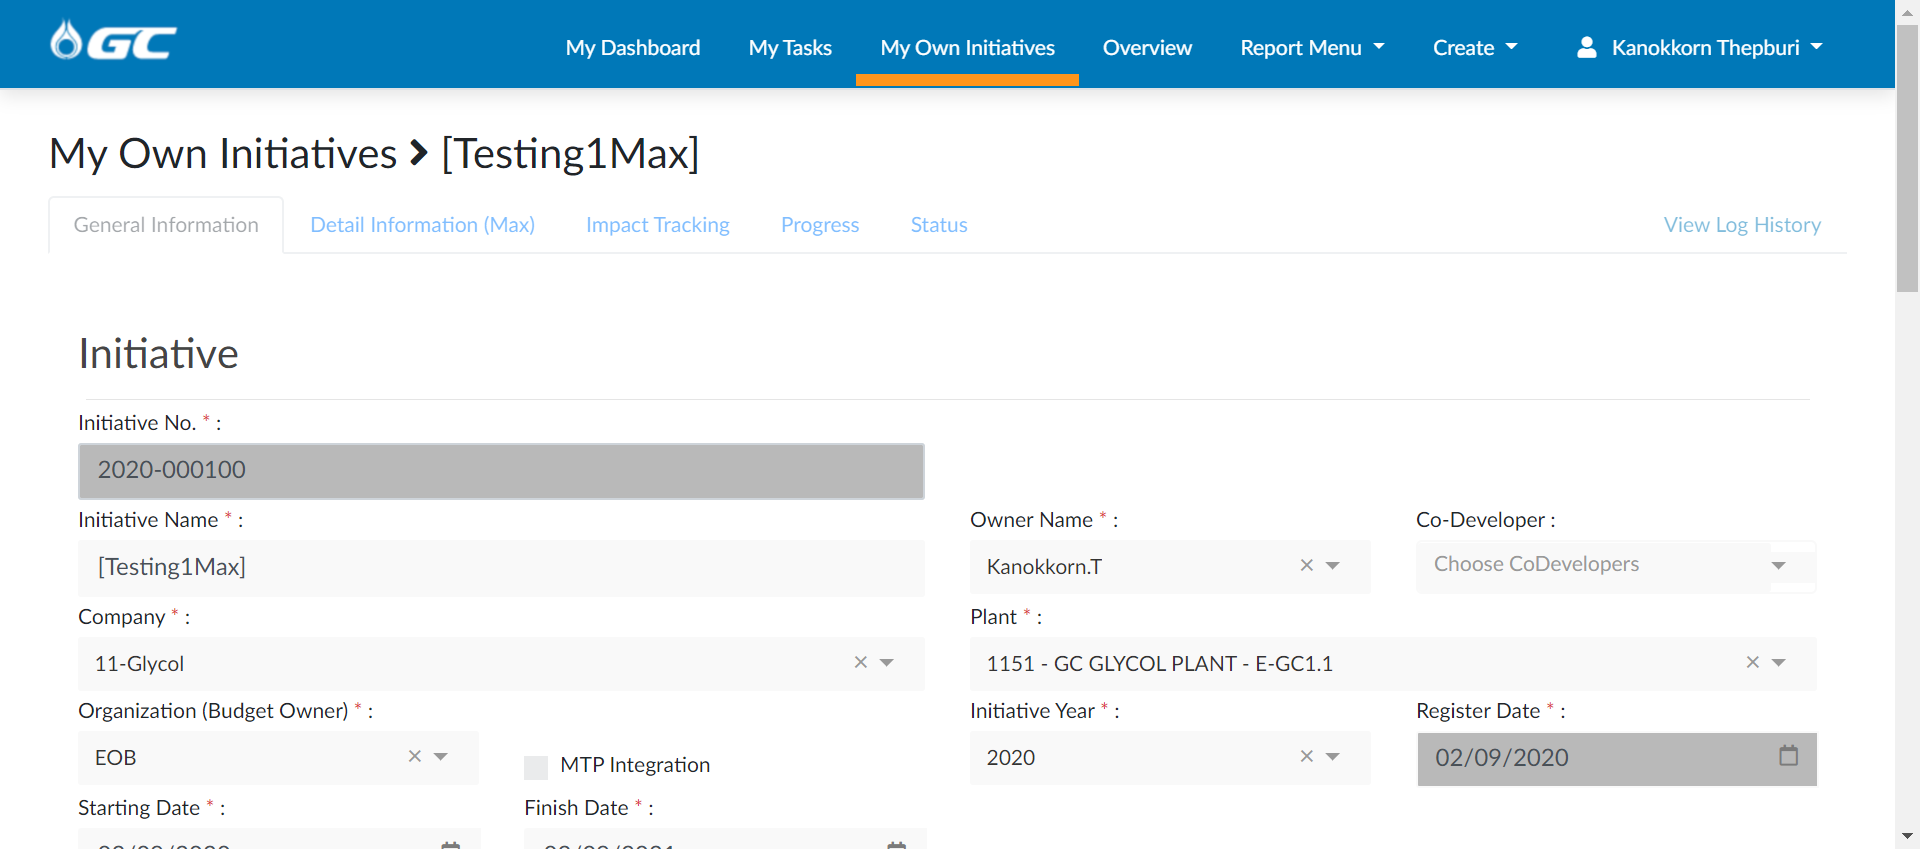 GC
My Dashboard My Tasks My Own Initiatives Overview Report Menu Create Kanokkorn Thepburi
My Own Initiatives > [Testing1Max]
General Information Detail Information (Max) Impact Tracking Progress Status View Log History
Initiative
Initiative No. * :
2020-000100
Initiative Name * : Owner Name * : Co-Developer :
[Testing1Max] Kanokkorn.T × Choose CoDevelopers
Company * : Plant * :
11-Glycol × 1151 - GC GLYCOL PLANT - E-GC1.1 ×
Organization (Budget Owner) * : Initiative Year * : Register Date * :
EOB × MTP Integration 2020 × 02/09/2020
Starting Date * : Finish Date * :